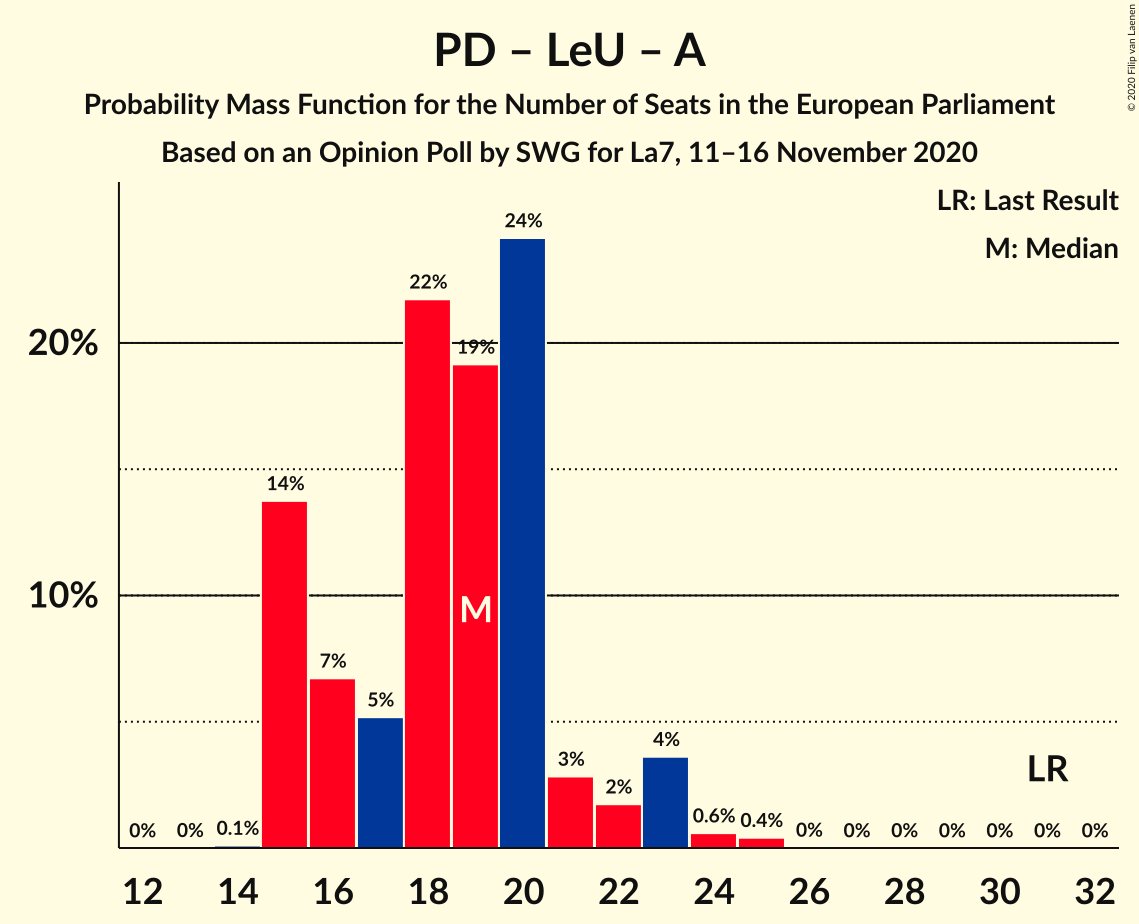 PD – LeU – A
Probability Mass Function for the Number of Seats in the European Parliament
Based on an Opinion Poll by SWG for La7, 11–16 November 2020
© 2020 Filip van Laenen
LR: Last Result
M: Median
24%
22%
20%
19%
14%
10%
M
7%
5%
4%
3%
2%
LR
0% 0% 0.1% 0.6% 0.4% 0% 0% 0% 0% 0% 0% 0%
12 14 16 18 20 22 24 26 28 30 32